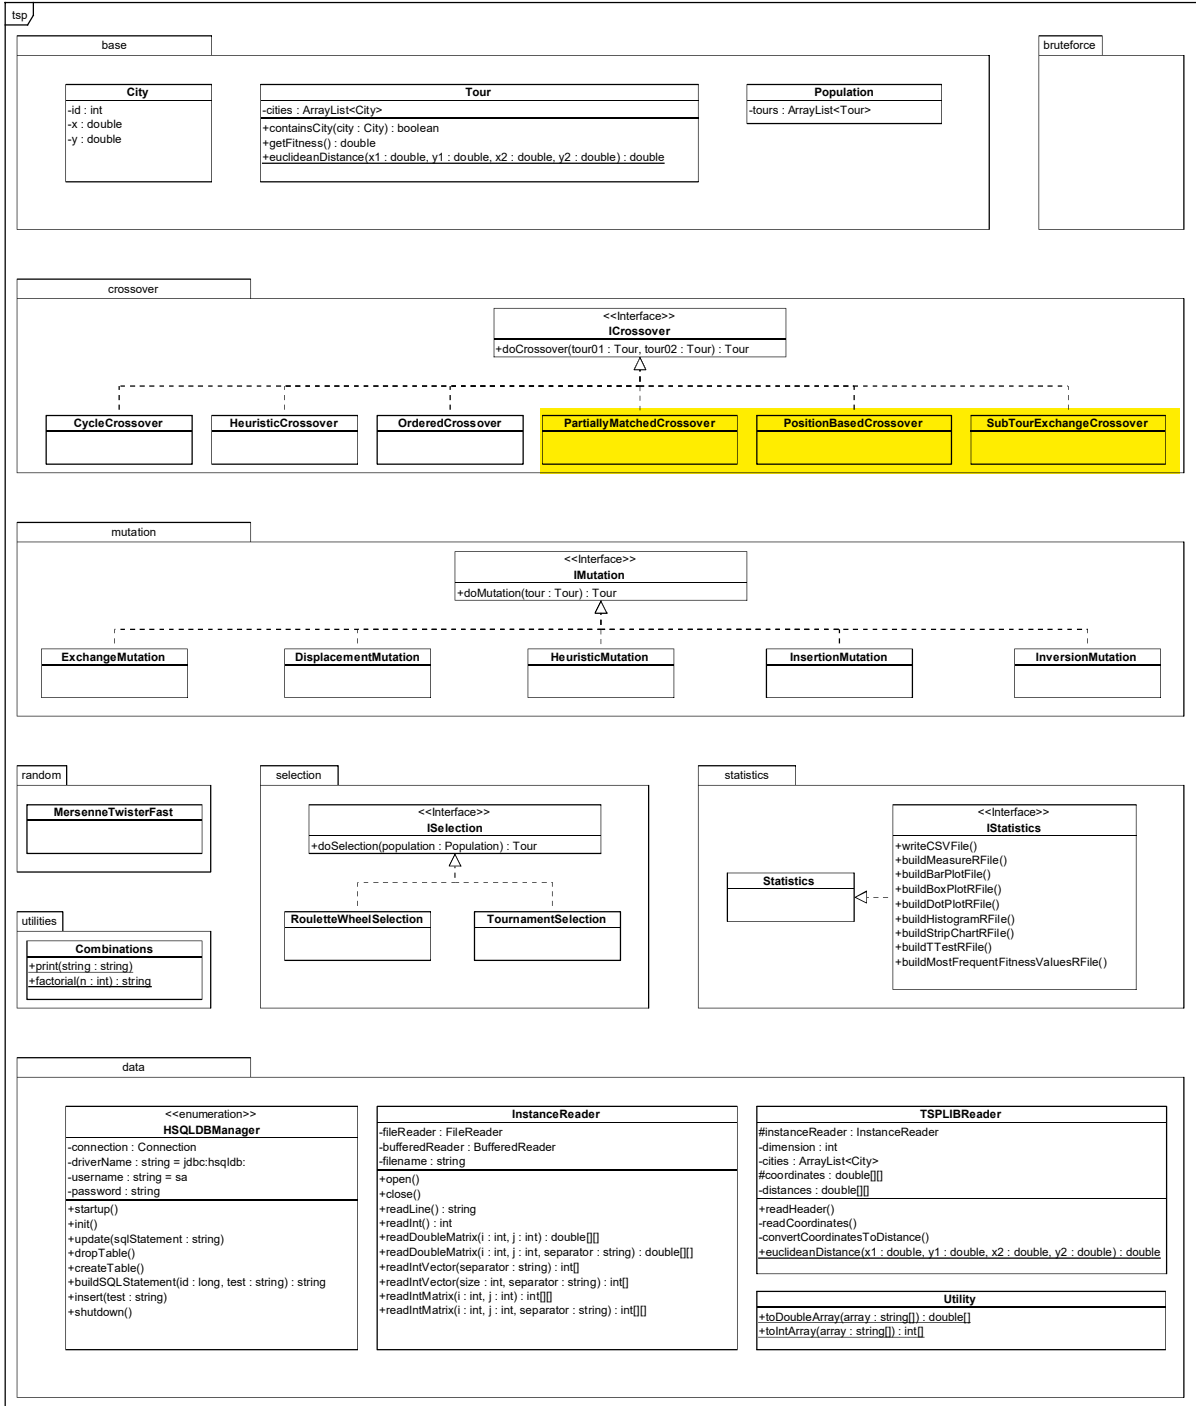 tsp
base
bruteforce
City
-id : int
-x : double
-y : double
Tour
-cities : ArrayList<City>
+containsCity(city : City) : boolean
+getFitness() : double
+euclideanDistance(x1 : double, y1 : double, x2 : double, y2 : double) : double
Population
-tours : ArrayList<Tour>
crossover
<<Interface>>
ICrossover
+doCrossover(tour01 : Tour, tour02 : Tour) : Tour
CycleCrossover
HeuristicCrossover
OrderedCrossover
PartiallyMatchedCrossover
PositionBasedCrossover
SubTourExchangeCrossover
mutation
<<Interface>>
IMutation
+doMutation(tour : Tour) : Tour
ExchangeMutation
DisplacementMutation
HeuristicMutation
InsertionMutation
InversionMutation
random
MersenneTwisterFast
utilities
Combinations
+print(string : string)
+factorial(n : int) : string
selection
<<Interface>>
ISelection
+doSelection(population : Population) : Tour
RouletteWheelSelection
TournamentSelection
statistics
Statistics
<<Interface>>
IStatistics
+writeCSVFile()
+buildMeasureRFile()
+buildBarPlotFile()
+buildBoxPlotRFile()
+buildDotPlotRFile()
+buildHistogramRFile()
+buildStripChartRFile()
+buildTTestRFile()
+buildMostFrequentFitnessValuesRFile()
data
<<enumeration>>
HSQLDBManager
-connection : Connection
-driverName : string = jdbc:hsqldb:
-username : string = sa
-password : string
+startup()
+init()
+update(sqlStatement : string)
+dropTable()
+createTable()
+buildSQLStatement(id : long, test : string) : string
+insert(test : string)
+shutdown()
InstanceReader
-fileReader : FileReader
-bufferedReader : BufferedReader
-filename : string
+open()
+close()
+readLine() : string
+readInt() : int
+readDoubleMatrix(i : int, j : int) : double[][]
+readDoubleMatrix(i : int, j : int, separator : string) : double[][]
+readIntVector(separator : string) : int[]
+readIntVector(size : int, separator : string) : int[]
+readIntMatrix(i : int, j : int) : int[][]
+readIntMatrix(i : int, j : int, separator : string) : int[][]
TSPLIBReader
#instanceReader : InstanceReader
-dimension : int
-cities : ArrayList<City>
#coordinates : double[][]
-distances : double[][]
+readHeader()
-readCoordinates()
-convertCoordinatesToDistance()
+euclideanDistance(x1 : double, y1 : double, x2 : double, y2 : double) : double
Utility
+toDoubleArray(array : string[]) : double[]
+toIntArray(array : string[]) : int[]